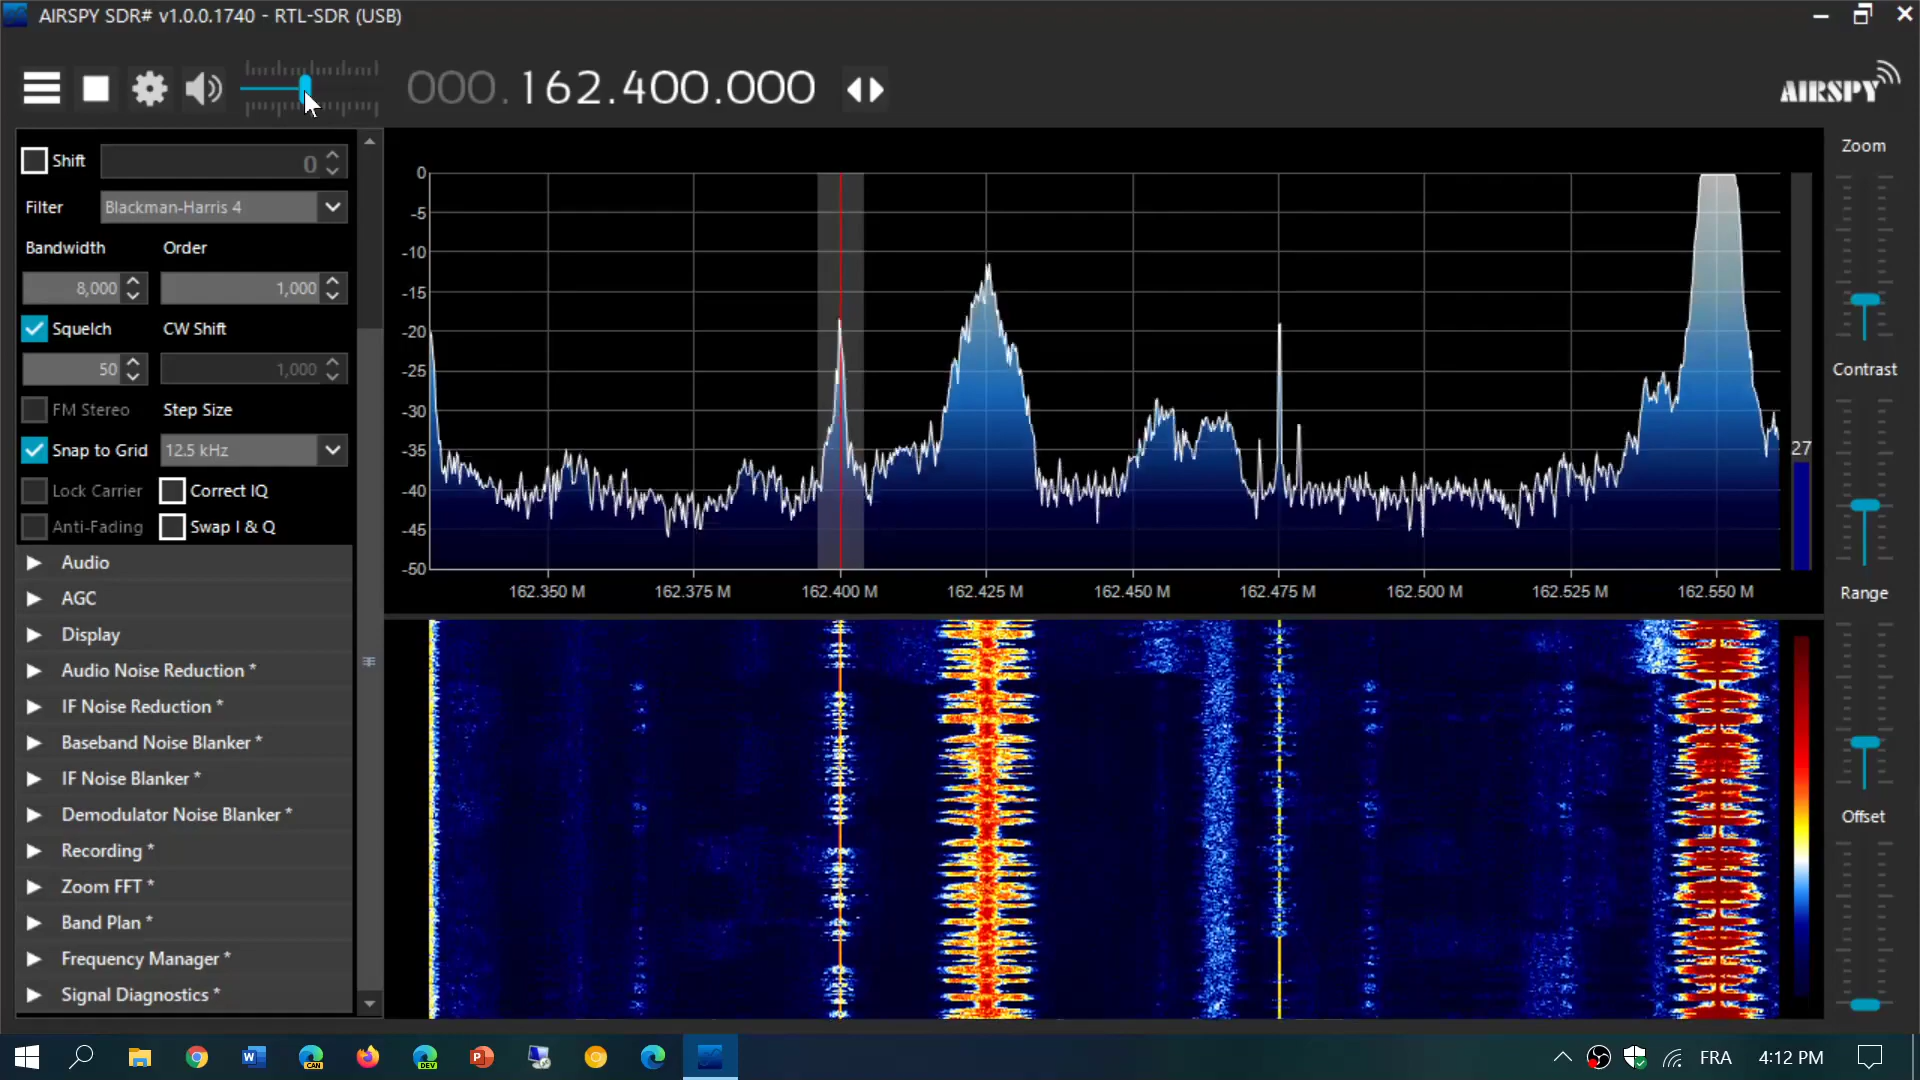 AIRSPY SDR# v1.0.0.1740 - RTL-SDR (USB)
000.162.400.000
AIRSPY
Shift 0
Filter Blackman-Harris 4
Bandwidth Order
8,000 1,000
Squelch CW Shift
50 1,000
FM Stereo Step Size
Snap to Grid 12.5 kHz
Lock Carrier Correct IQ
Anti-Fading Swap I & Q
Audio
AGC
Display
Audio Noise Reduction *
IF Noise Reduction *
Baseband Noise Blanker *
IF Noise Blanker *
Demodulator Noise Blanker *
Recording *
Zoom FFT *
Band Plan *
Frequency Manager *
Signal Diagnostics *
0
-5
-10
-15
-20
-25
-30
-35
-40
-45
-50
162.350 M 162.375 M 162.400 M 162.425 M 162.450 M 162.475 M 162.500 M 162.525 M 162.550 M
27
Zoom
Contrast
Range
Offset
CAN
DEV
FRA
4:12 PM